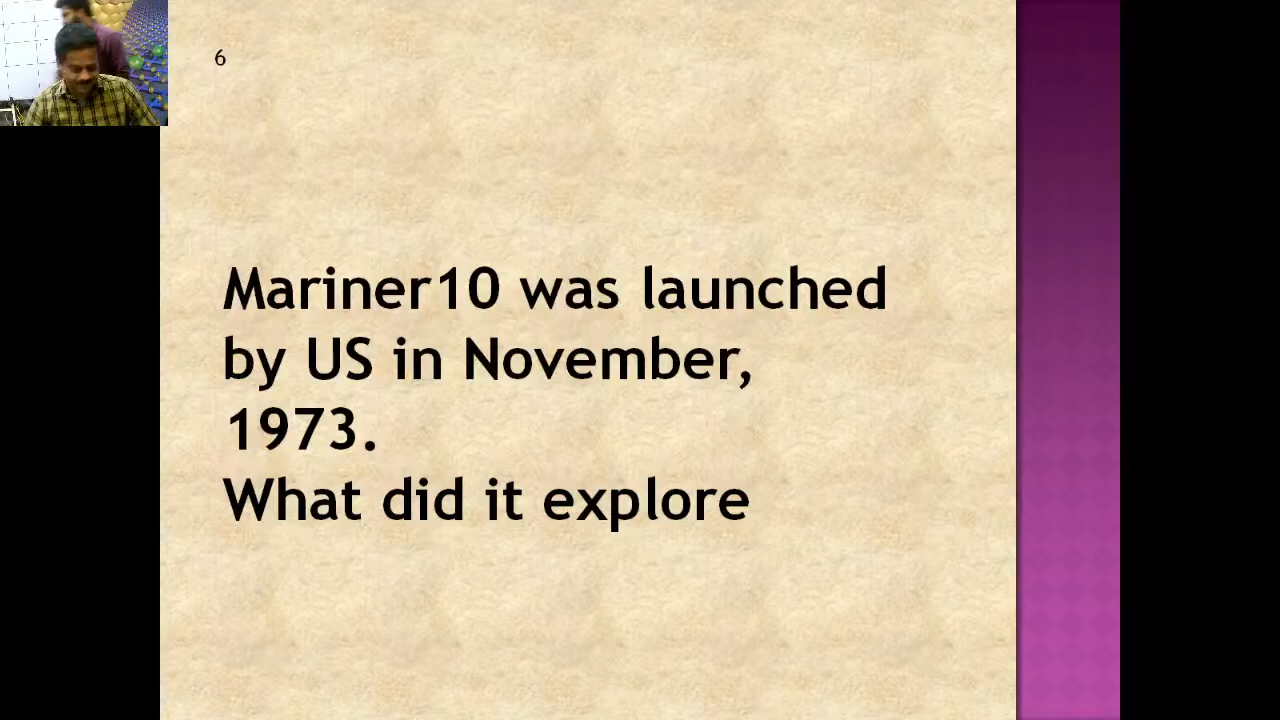 6
Mariner10 was launched
by US in November,
1973.
What did it explore